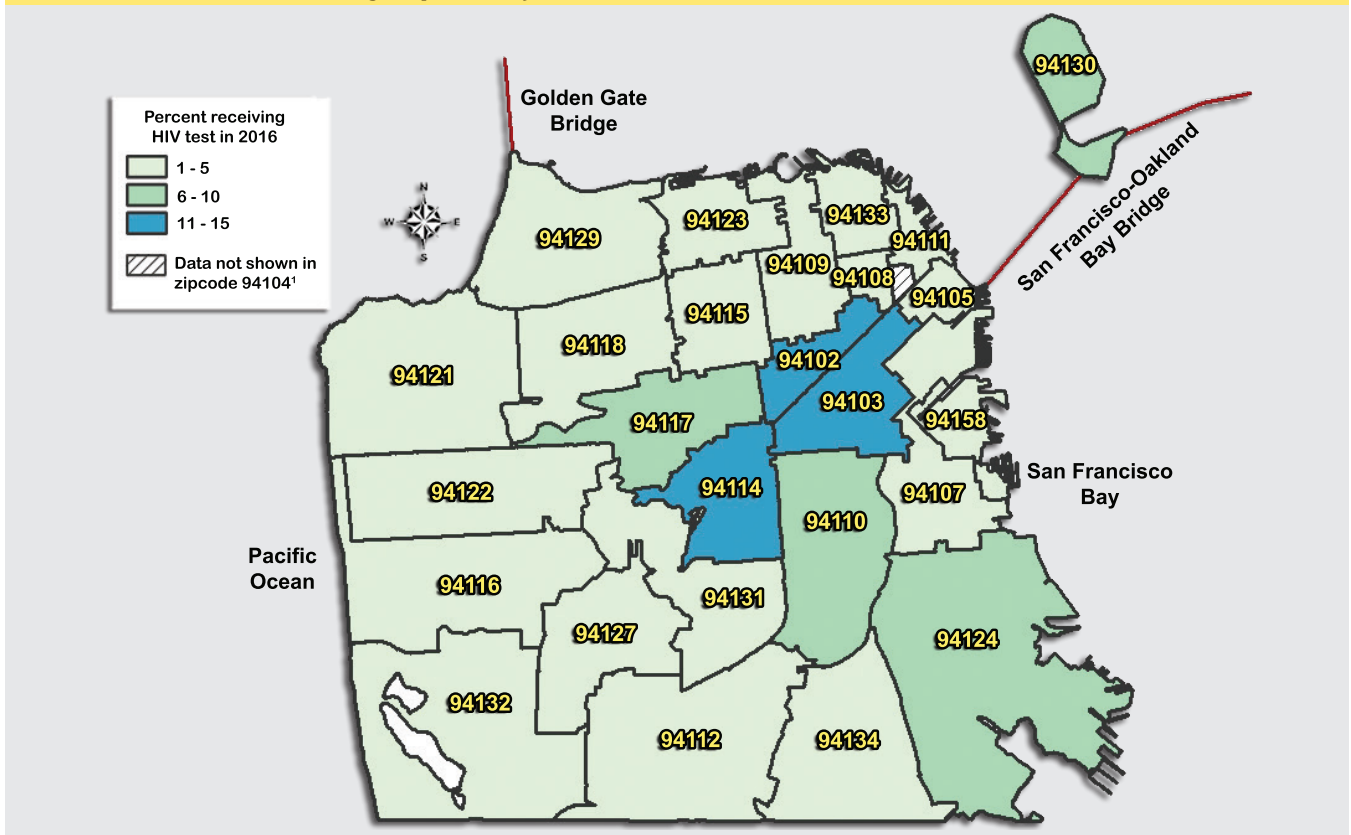 Percent receiving
HIV test in 2016
1 - 5
6 - 10
11 - 15
Data not shown in
zipcode 94104¹
Golden Gate
Bridge
N
W
E
S
94130
San Francisco-Oakland
Bay Bridge
94129
94123
94133
94111
94109
94108
94105
94115
94118
94121
94102
94103
94117
94158
94122
94114
94110
94107
San Francisco
Bay
Pacific
Ocean
94116
94131
94127
94124
94132
94112
94134